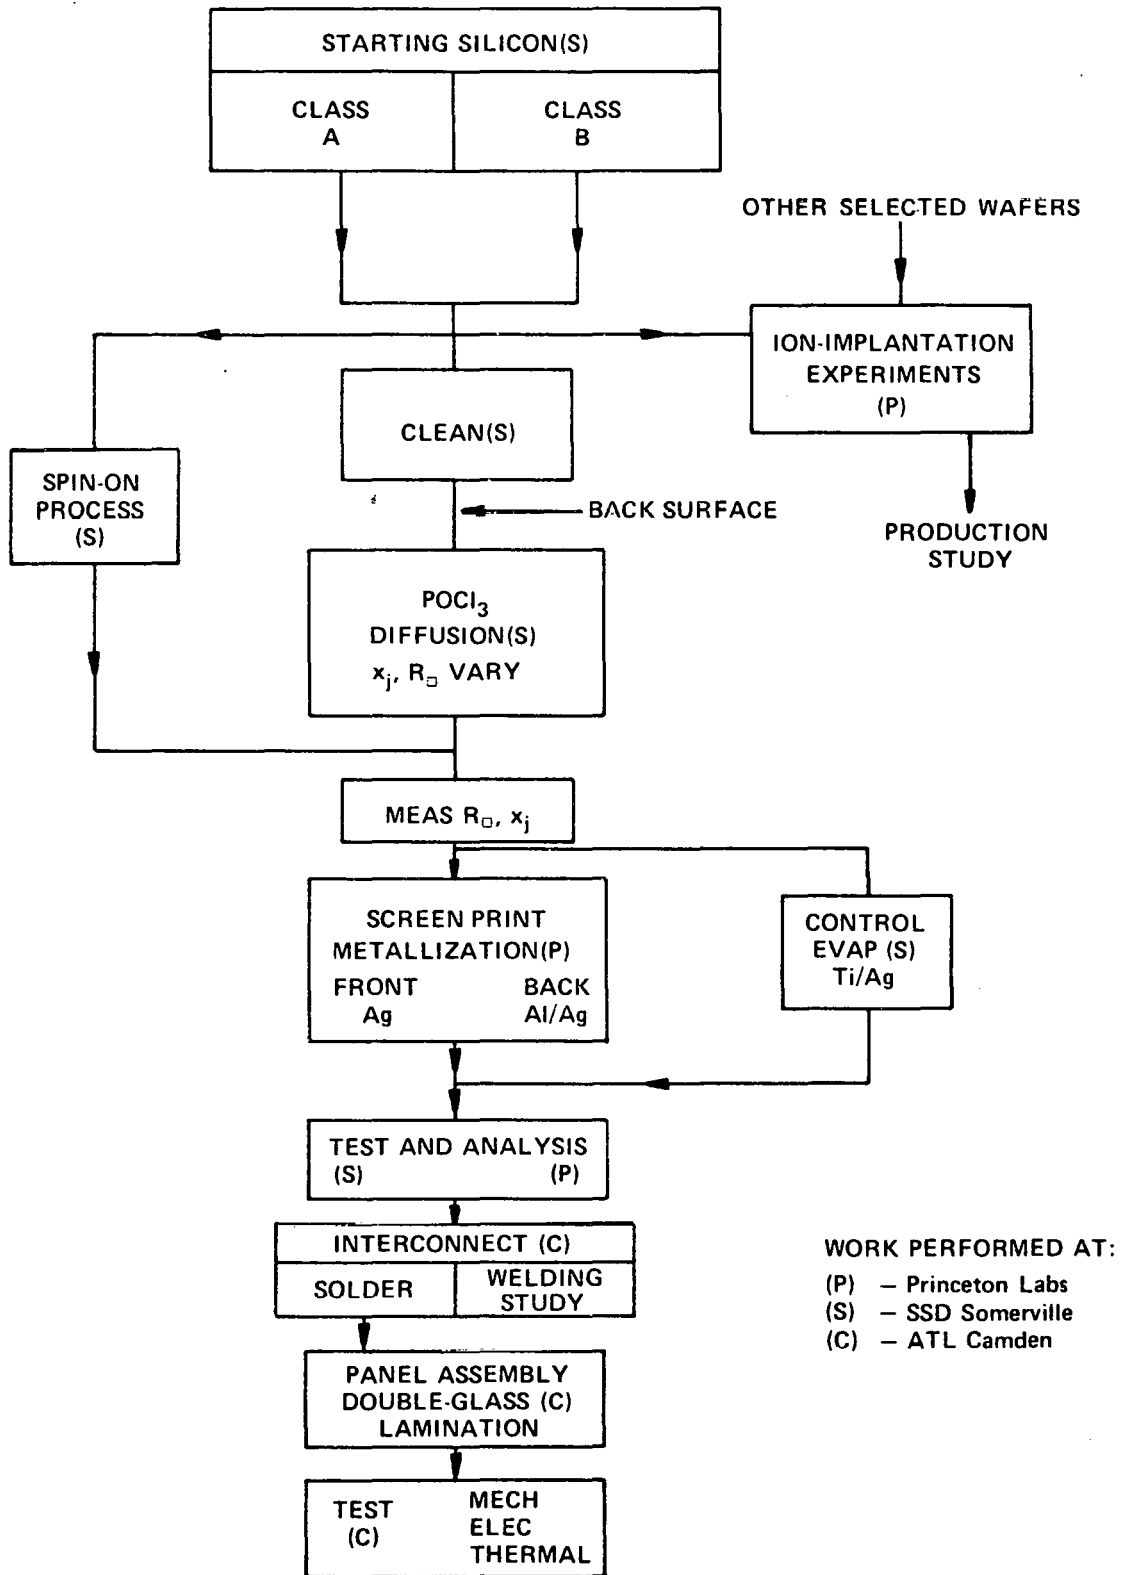 STARTING SILICON(S)
CLASS
A
CLASS
B
OTHER SELECTED WAFERS
ION-IMPLANTATION
EXPERIMENTS
(P)
CLEAN(S)
SPIN-ON
PROCESS
(S)
BACK SURFACE
PRODUCTION
STUDY
POCl₃
DIFFUSION(S)
xⱼ, R□ VARY
MEAS R□, xⱼ
SCREEN PRINT
METALLIZATION(P)
FRONT BACK
Ag Al/Ag
CONTROL
EVAP (S)
Ti/Ag
TEST AND ANALYSIS
(S) (P)
INTERCONNECT (C)
SOLDER
WELDING
STUDY
WORK PERFORMED AT:
(P) – Princeton Labs
(S) – SSD Somerville
(C) – ATL Camden
PANEL ASSEMBLY
DOUBLE-GLASS (C)
LAMINATION
TEST
(C)
MECH
ELEC
THERMAL